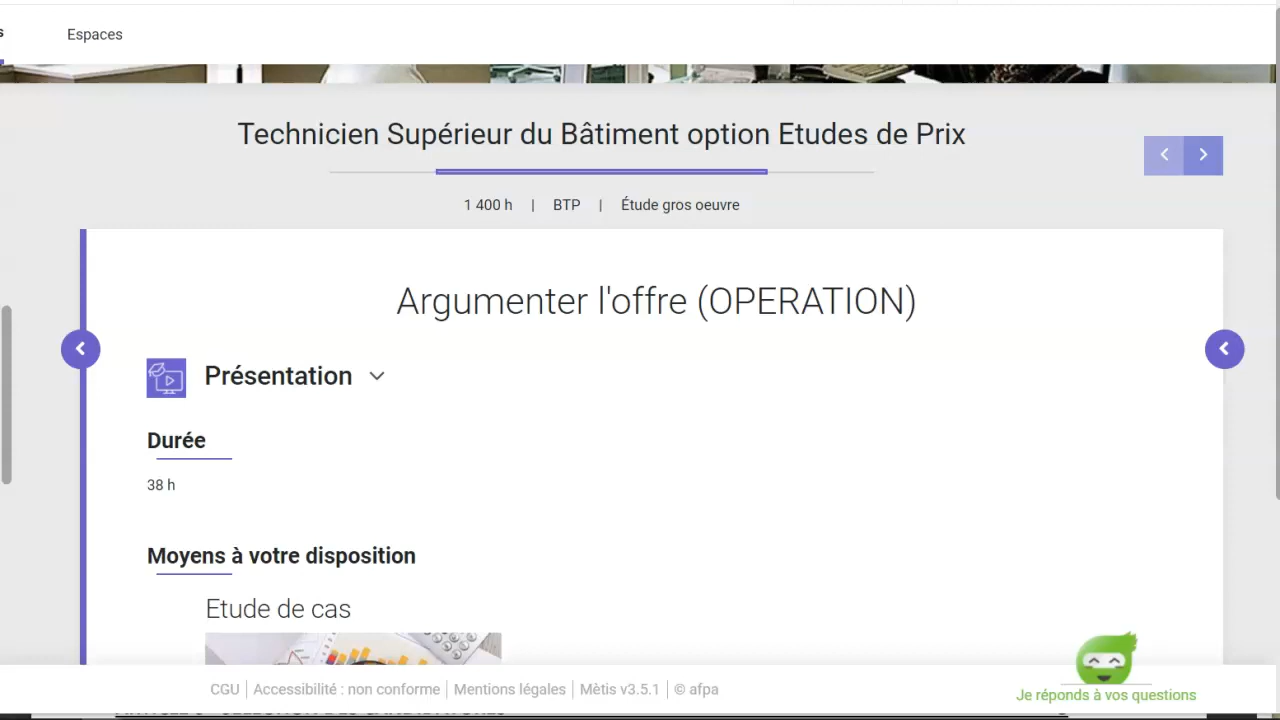 Espaces
Technicien Supérieur du Bâtiment option Etudes de Prix
1 400 h | BTP | Étude gros oeuvre
Argumenter l'offre (OPERATION)
Présentation
Durée
38 h
Moyens à votre disposition
Etude de cas
CGU | Accessibilité : non conforme | Mentions légales | Mètis v3.5.1 | © afpa
Je réponds à vos questions